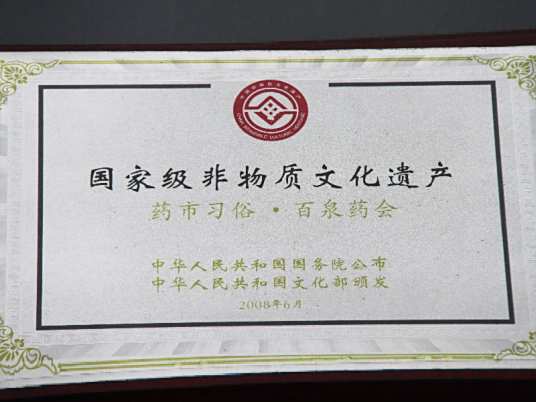 国家级非物质文化遗产
药市习俗·百泉药会
中华人民共和国国务院公布
中华人民共和国文化部颁发
2008年6月